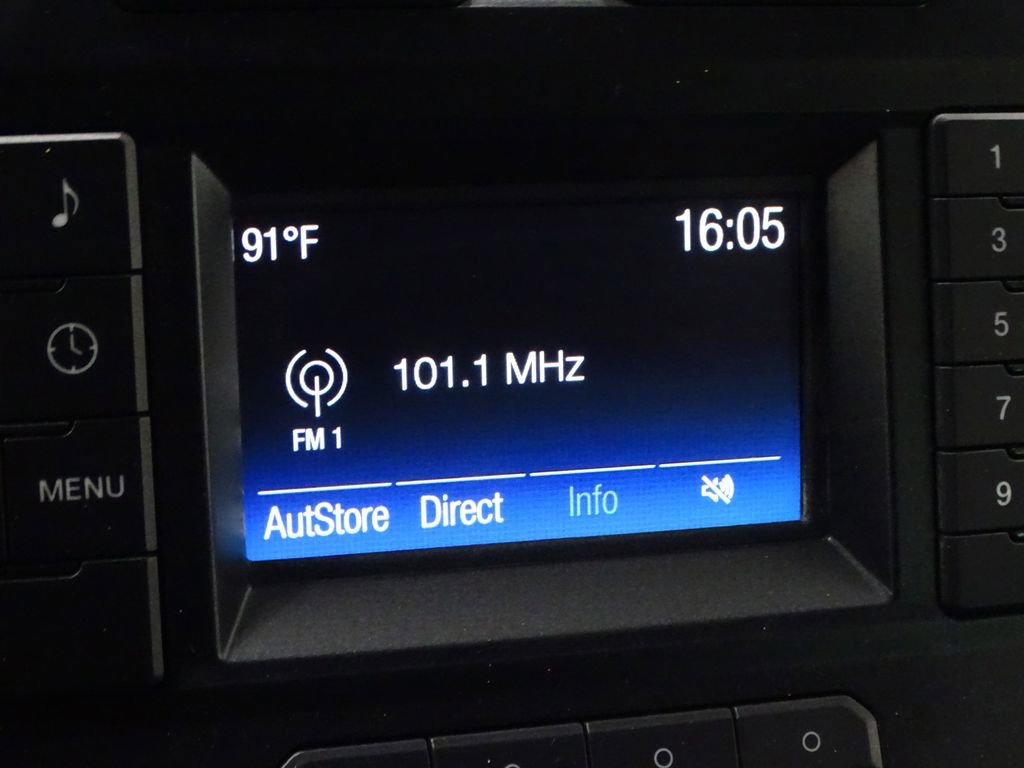 91°F
16:05
101.1 MHz
FM 1
AutStore Direct Info
MENU
1
3
5
7
9